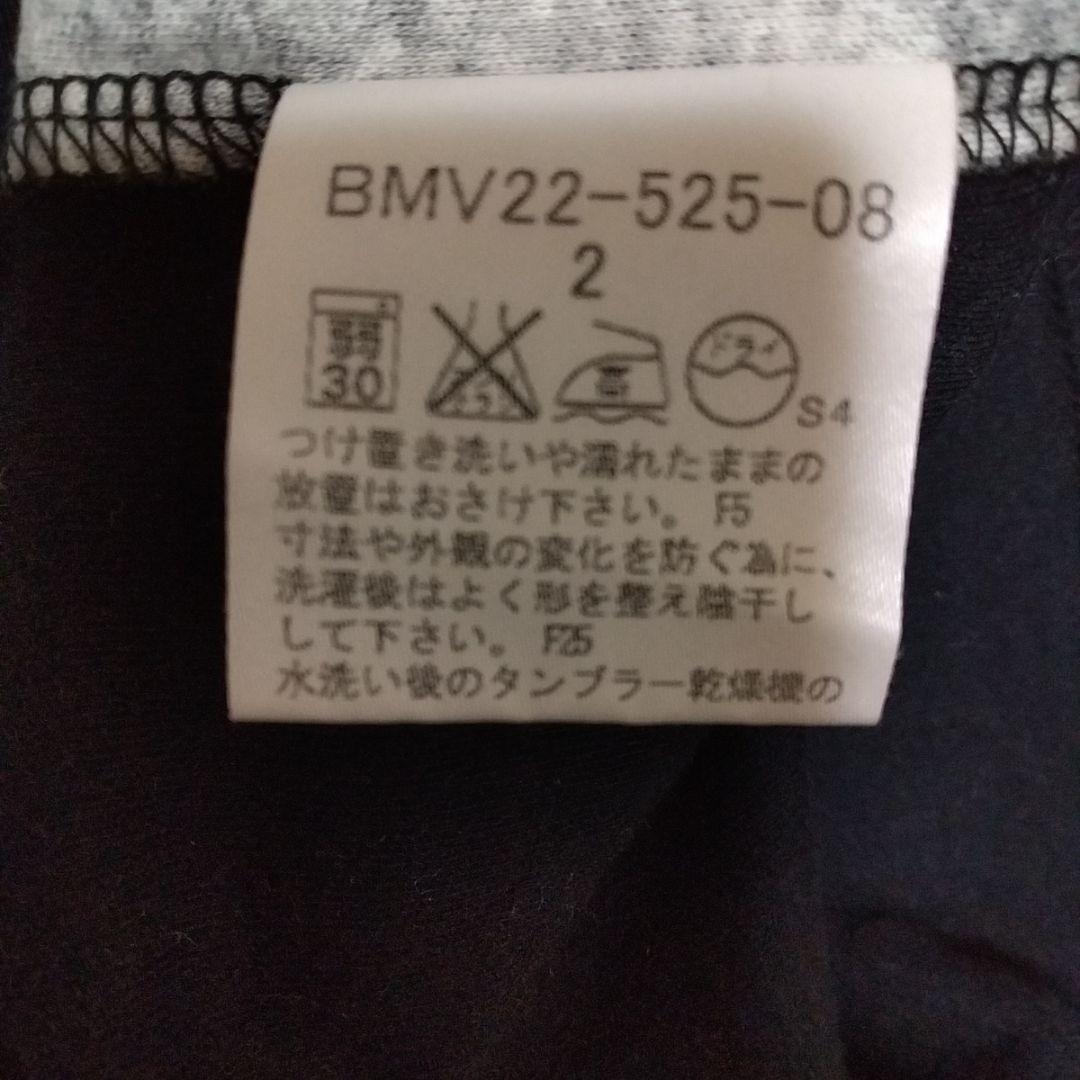 BMV22-525-08
2
弱
30
エンソ
中
ドライ
S4
つけ置き洗いや濡れたままの
放置はおさけ下さい。 F5
寸法や外観の変化を防ぐ為に、
洗濯後はよく形を整え陰干し
して下さい。 F25
水洗い後のタンブラー乾燥機の